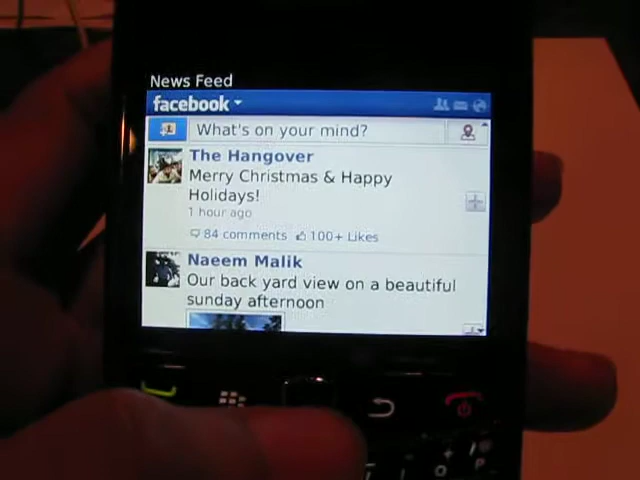 News Feed
facebook
What's on your mind?
The Hangover
Merry Christmas & Happy
Holidays!
1 hour ago
84 comments 100+ Likes
Naeem Malik
Our back yard view on a beautiful
sunday afternoon
O P